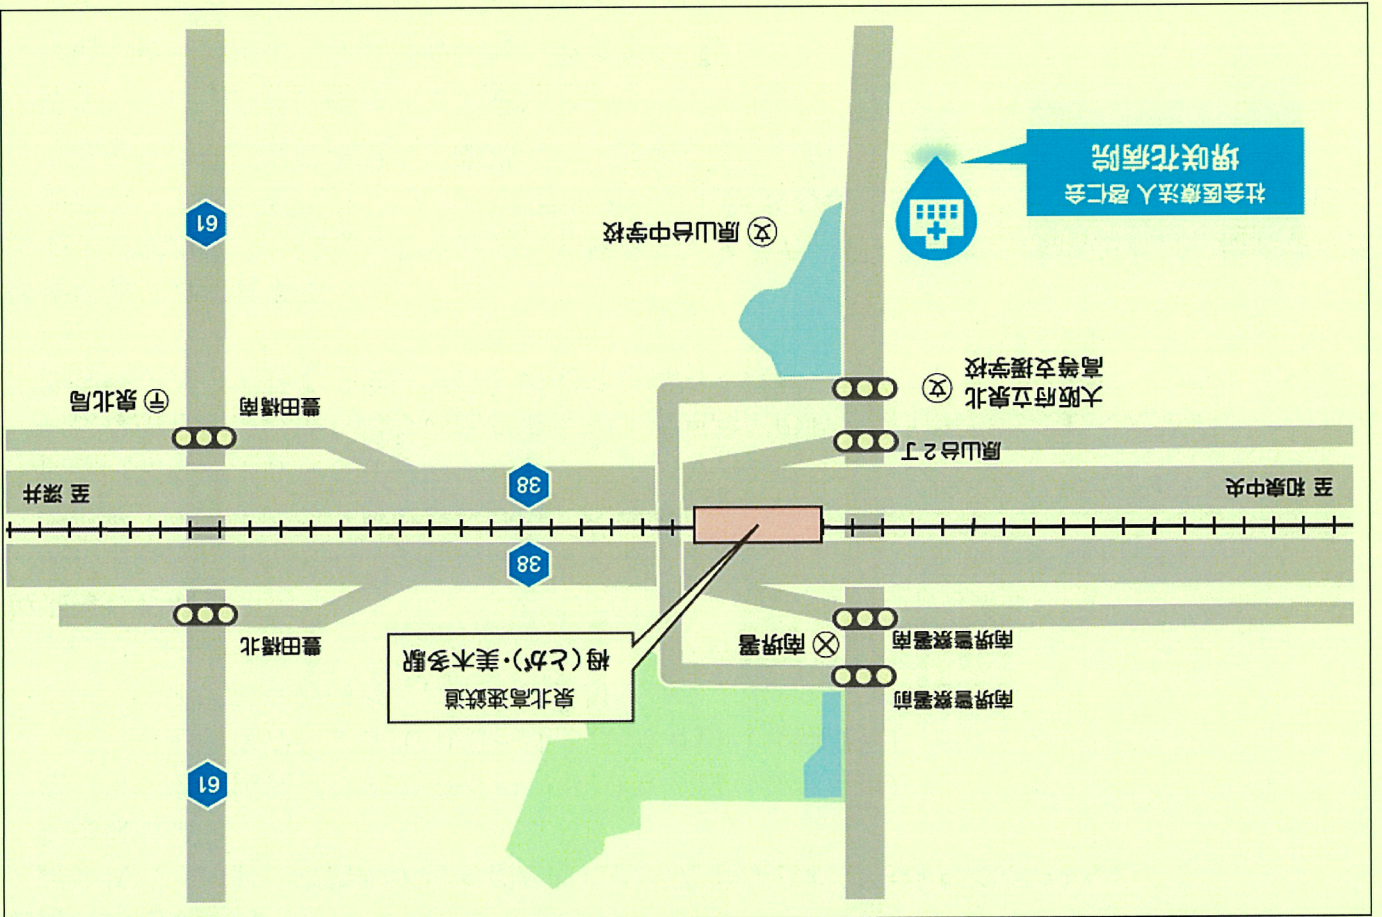 南堺警察署前
南堺警察署南
南堺署
泉北高速鉄道
栂(とが)・美木多駅
61
豊田橋北
38
至 和泉中央
38
至 深井
原山台2丁
大阪府立泉北
高等支援学校
豊田橋南
泉北局
原山台中学校
61
社会医療法人 啓仁会
堺咲花病院